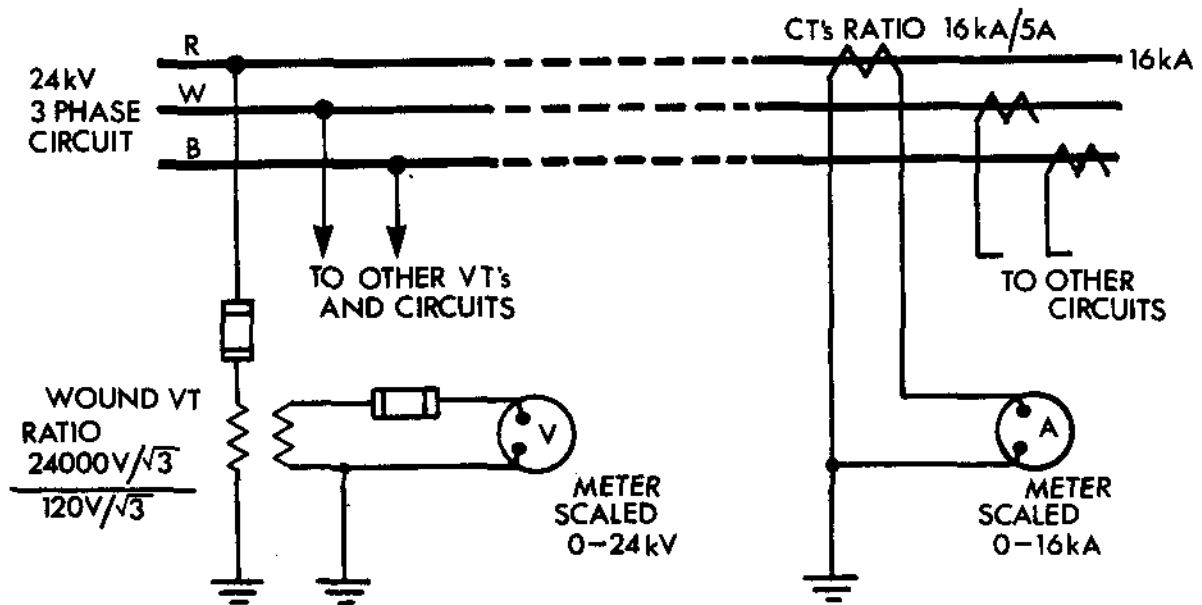 CT's RATIO 16kA/5A
R
16kA
24kV
3 PHASE
CIRCUIT
W
B
TO OTHER VT's
AND CIRCUITS
TO OTHER
CIRCUITS
WOUND VT
RATIO
24000V/√3
120V/√3
V
METER
SCALED
0-24kV
A
METER
SCALED
0-16kA